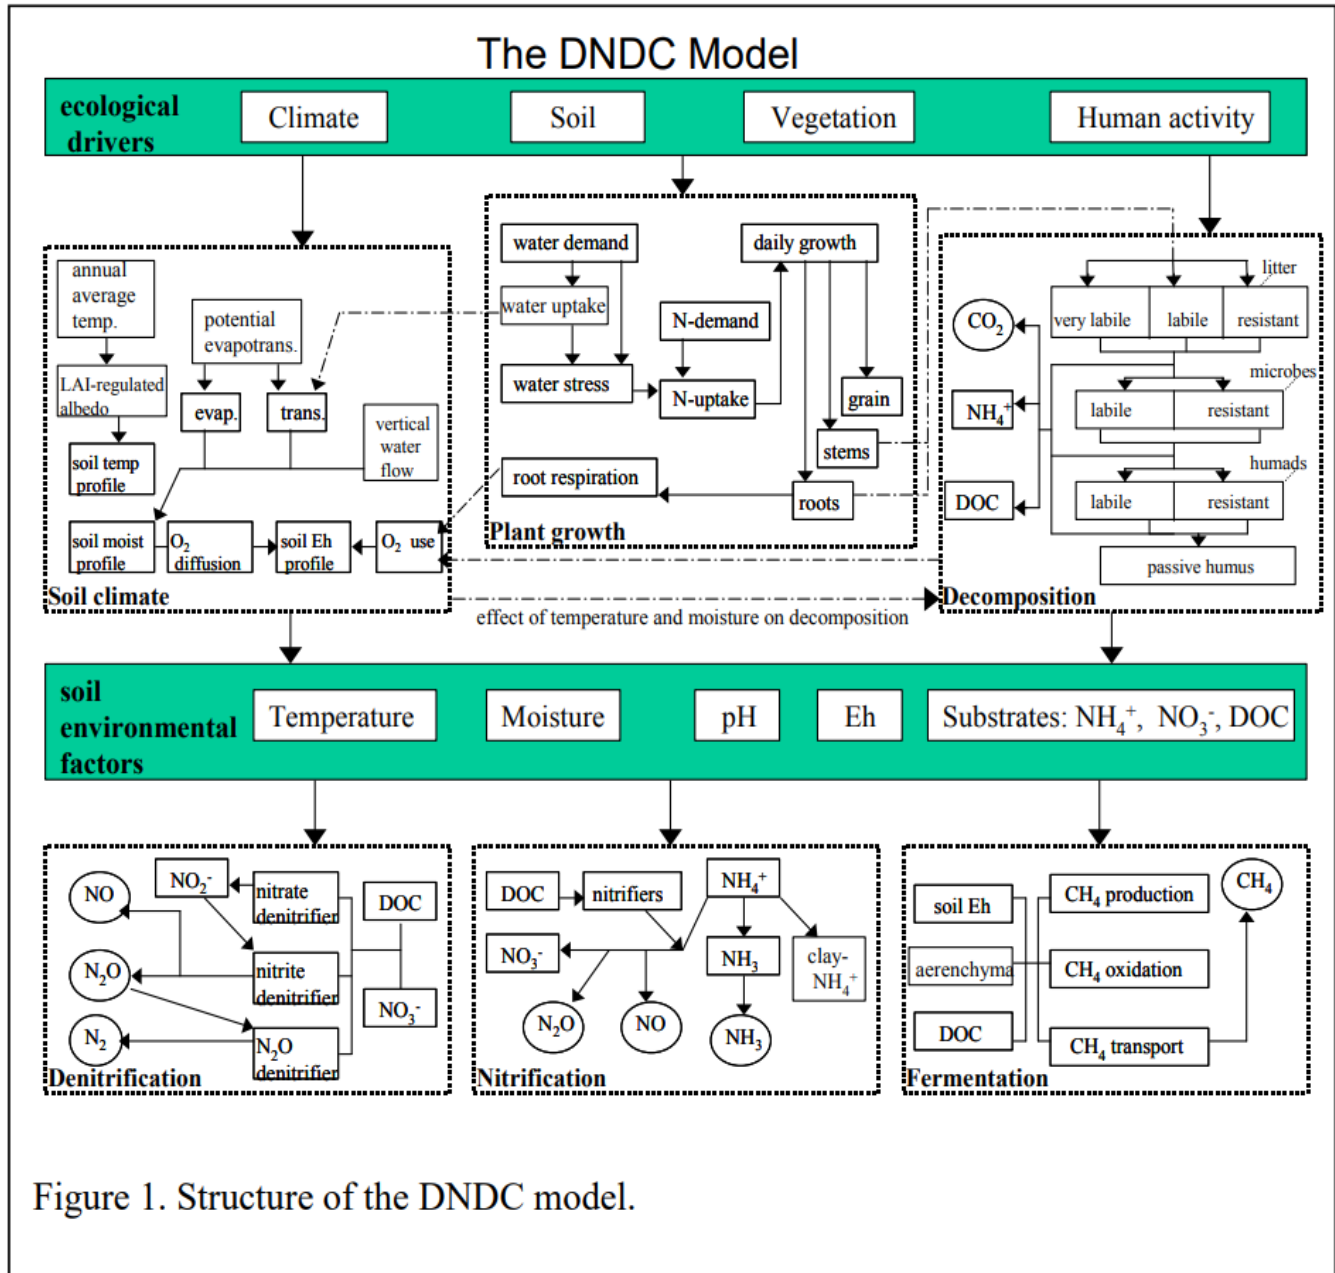 The DNDC Model
ecological
drivers
Climate
Soil
Vegetation
Human activity
annual
average
temp.
LAI-regulated
albedo
soil temp
profile
potential
evapotrans.
evap.
trans.
vertical
water
flow
soil moist
profile
O₂
diffusion
soil Eh
profile
O₂ use
Soil climate
water demand
water uptake
water stress
N-demand
N-uptake
daily growth
grain
stems
roots
root respiration
Plant growth
litter
very labile
labile
resistant
microbes
labile
resistant
humads
labile
resistant
passive humus
CO₂
NH₄⁺
DOC
Decomposition
effect of temperature and moisture on decomposition
soil
environmental
factors
Temperature
Moisture
pH
Eh
Substrates: NH₄⁺, NO₃⁻, DOC
NO
N₂O
N₂
NO₂⁻
nitrate
denitrifier
nitrite
denitrifier
N₂O
denitrifier
DOC
NO₃⁻
Denitrification
DOC
nitrifiers
NH₄⁺
NO₃⁻
NH₃
clay-
NH₄⁺
N₂O
NO
NH₃
Nitrification
soil Eh
aerenchyma
DOC
CH₄ production
CH₄ oxidation
CH₄ transport
CH₄
Fermentation
Figure 1. Structure of the DNDC model.